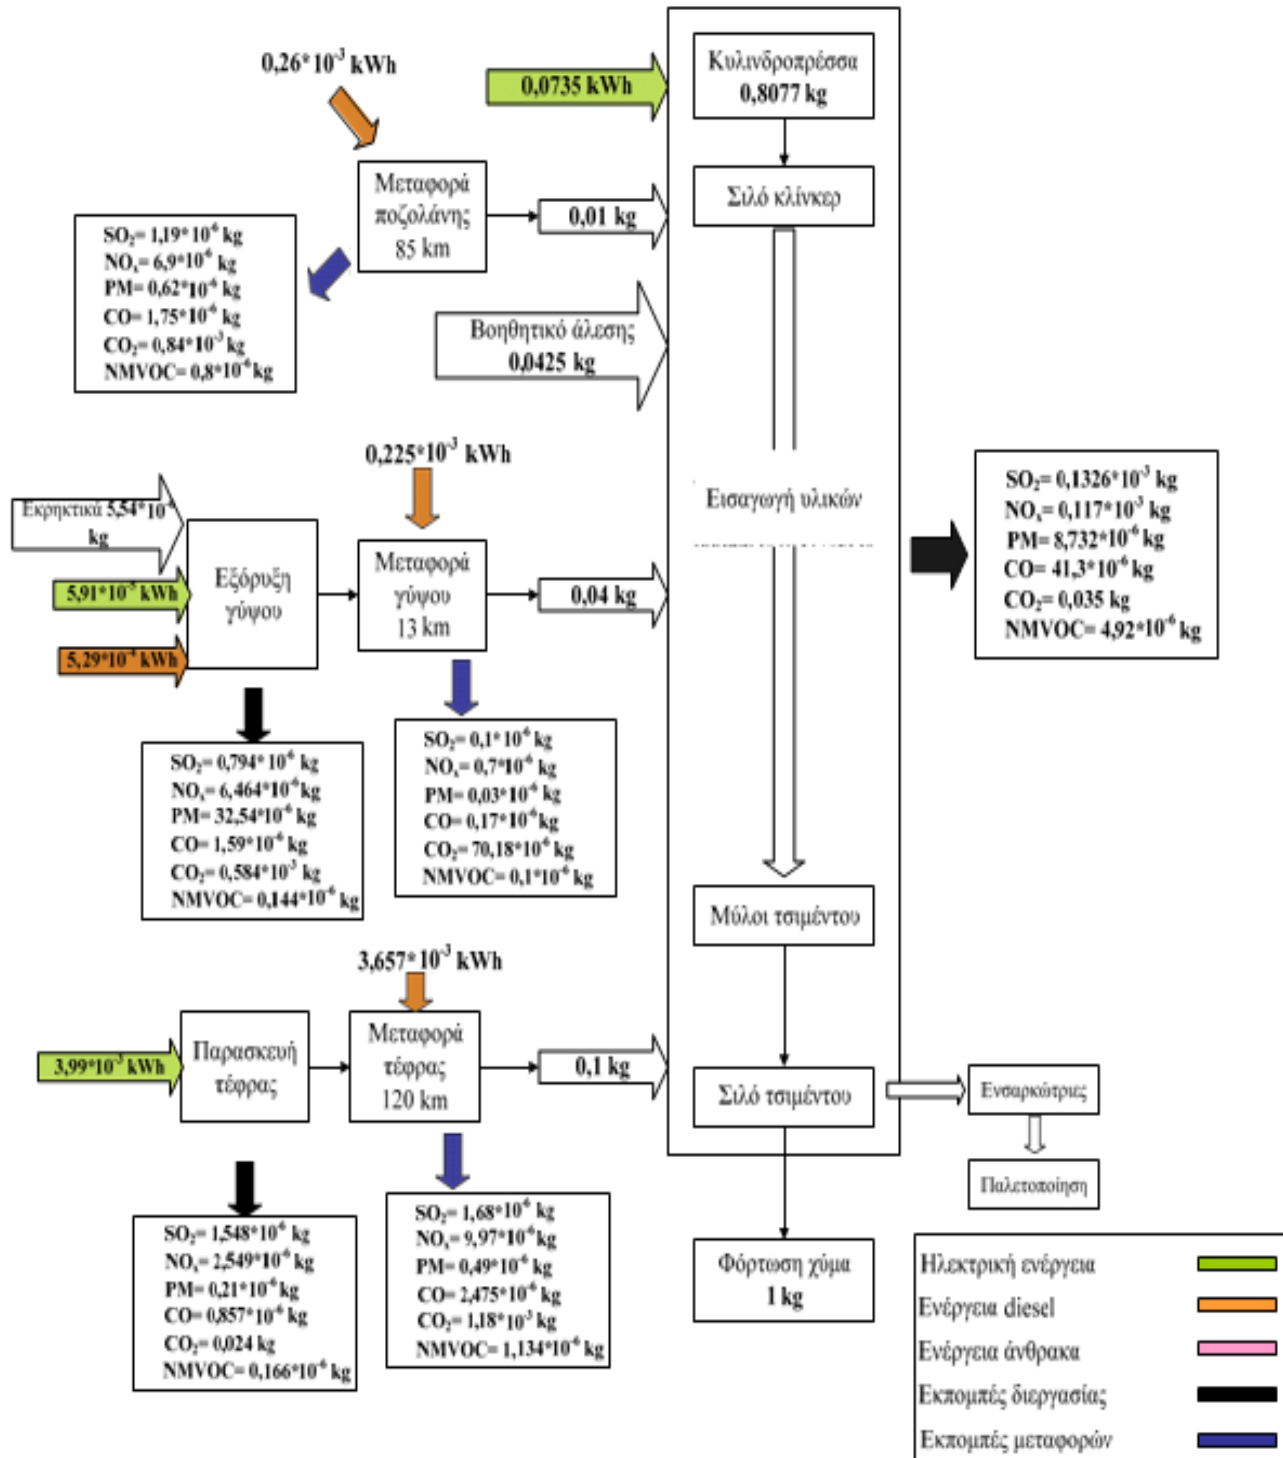 0,26*10⁻³ kWh
0,0735 kWh
Κυλινδροπρέσσα
0,8077 kg
Μεταφορά
ποζολάνης
85 km
0,01 kg
Σιλό κλίνκερ
SO₂= 1,19*10⁻⁶ kg
NOₓ= 6,9*10⁻⁶ kg
PM= 0,62*10⁻⁶ kg
CO= 1,75*10⁻⁶ kg
CO₂= 0,84*10⁻³ kg
NMVOC= 0,8*10⁻⁶ kg
Βοηθητικό άλεσης
0,0425 kg
0,225*10⁻³ kWh
Εκρηκτικά 5,54*10
kg
5,91*10⁻⁵ kWh
5,29*10⁻⁴ kWh
Εξόρυξη
γύψου
Μεταφορά
γύψου
13 km
0,04 kg
Εισαγωγή υλικών
SO₂= 0,1326*10⁻³ kg
NOₓ= 0,117*10⁻³ kg
PM= 8,732*10⁻⁶ kg
CO= 41,3*10⁻⁶ kg
CO₂= 0,035 kg
NMVOC= 4,92*10⁻⁶ kg
SO₂= 0,794*10⁻⁶ kg
NOₓ= 6,464*10⁻⁶ kg
PM= 32,54*10⁻⁶ kg
CO= 1,59*10⁻⁶ kg
CO₂= 0,584*10⁻³ kg
NMVOC= 0,144*10⁻⁶ kg
SO₂= 0,1*10⁻⁶ kg
NOₓ= 0,7*10⁻⁶ kg
PM= 0,03*10⁻⁶ kg
CO= 0,17*10⁻⁶ kg
CO₂= 70,18*10⁻⁶ kg
NMVOC= 0,1*10⁻⁶ kg
Μύλοι τσιμέντου
3,657*10⁻³ kWh
3,99*10⁻³ kWh
Παρασκευή
τέφρας
Μεταφορά
τέφρας
120 km
0,1 kg
Σιλό τσιμέντου
Ενσαρκώτριες
Παλετοποίηση
SO₂= 1,548*10⁻⁶ kg
NOₓ= 2,549*10⁻⁶ kg
PM= 0,21*10⁻⁶ kg
CO= 0,857*10⁻⁶ kg
CO₂= 0,024 kg
NMVOC= 0,166*10⁻⁶ kg
SO₂= 1,68*10⁻⁶ kg
NOₓ= 9,97*10⁻⁶ kg
PM= 0,49*10⁻⁶ kg
CO= 2,475*10⁻⁶ kg
CO₂= 1,18*10⁻³ kg
NMVOC= 1,134*10⁻⁶ kg
Φόρτωση χύμα
1 kg
Ηλεκτρική ενέργεια
Ενέργεια diesel
Ενέργεια άνθρακα
Εκπομπές διεργασίας
Εκπομπές μεταφορών